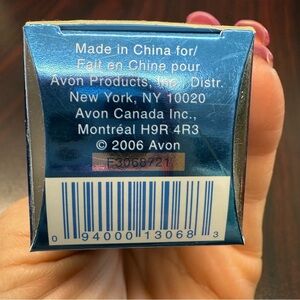 Made in China for/
Fait en Chine pour
Avon Products, Inc., Distr.
New York, NY 10020
Avon Canada Inc.,
Montréal H9R 4R3
© 2006 Avon
F3068721
0 94000 13068 3